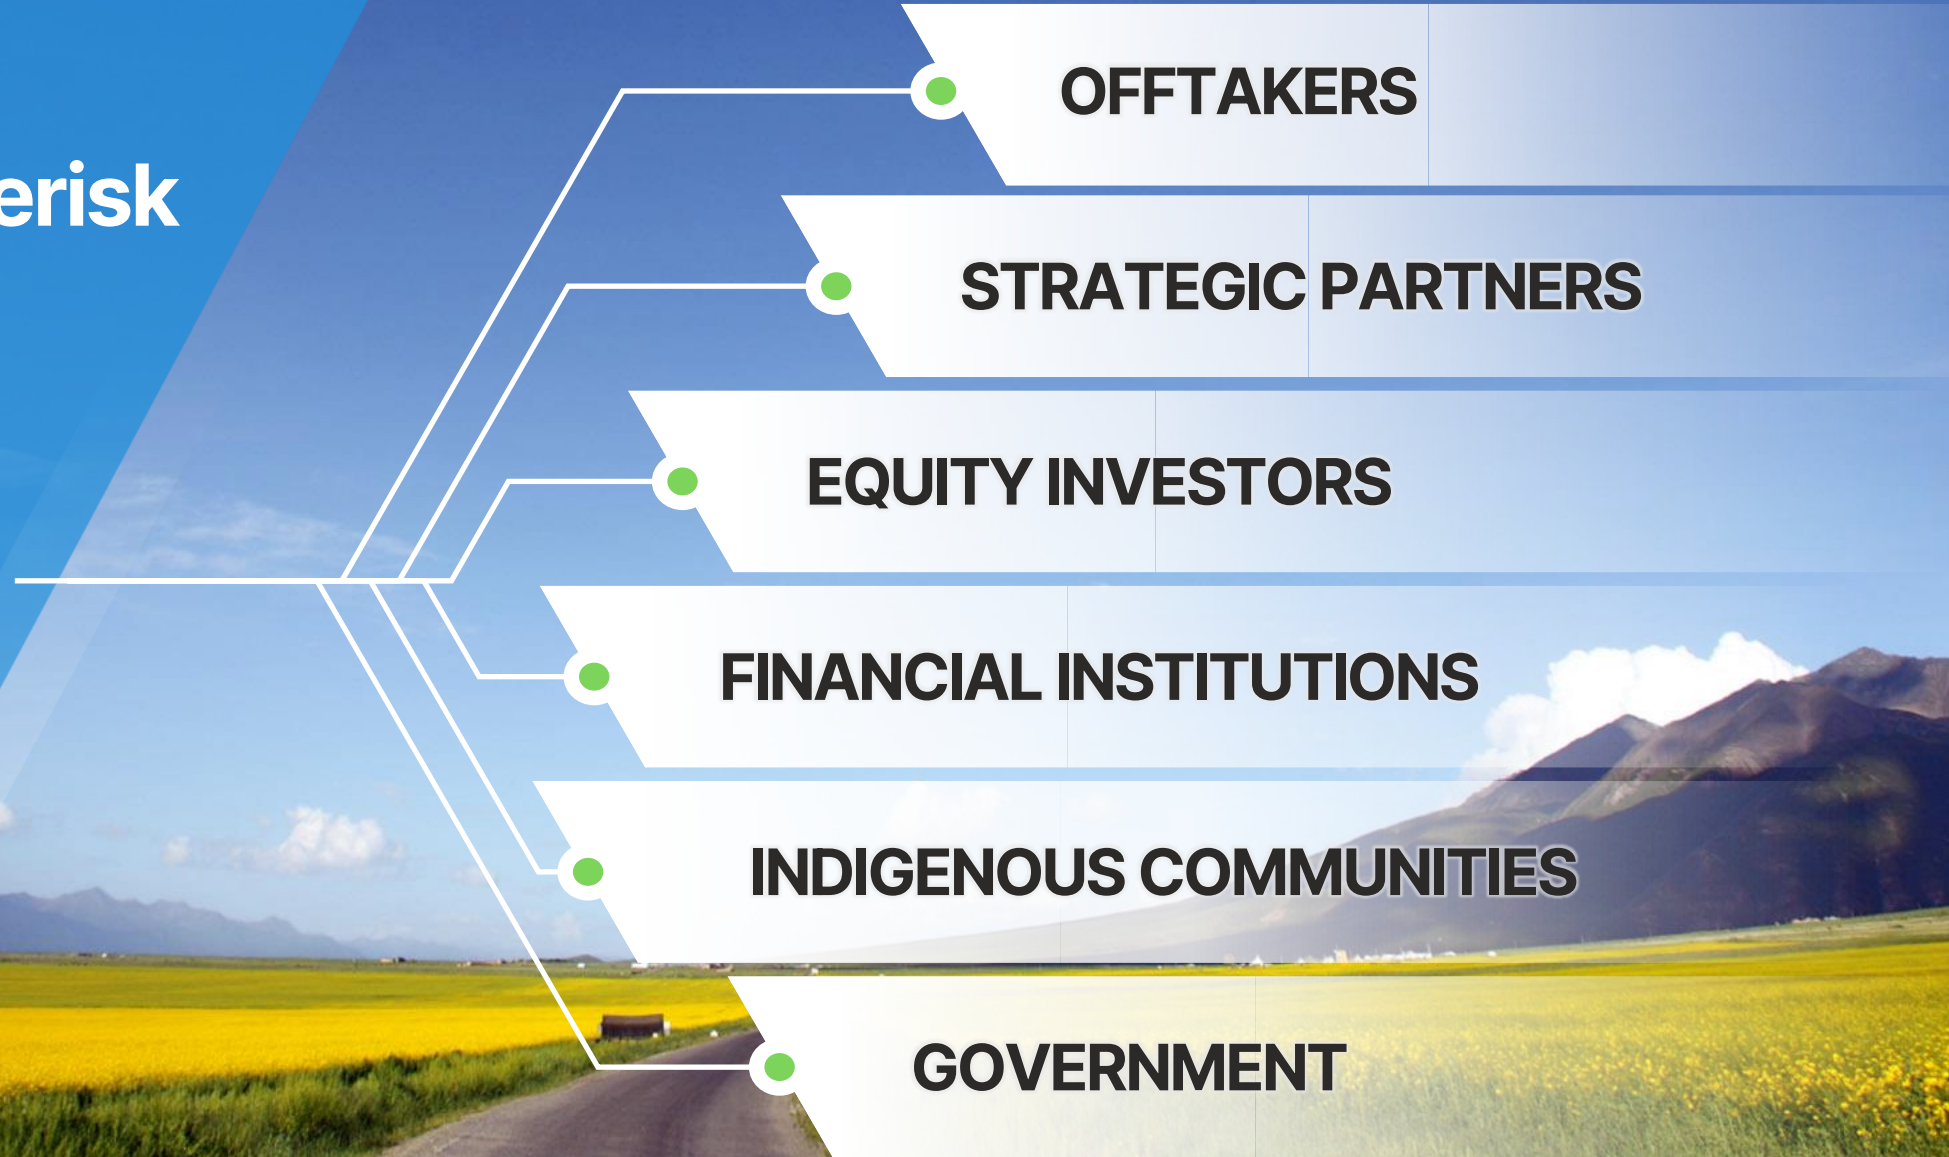 erisk
OFFTAKERS
STRATEGIC PARTNERS
EQUITY INVESTORS
FINANCIAL INSTITUTIONS
INDIGENOUS COMMUNITIES
GOVERNMENT